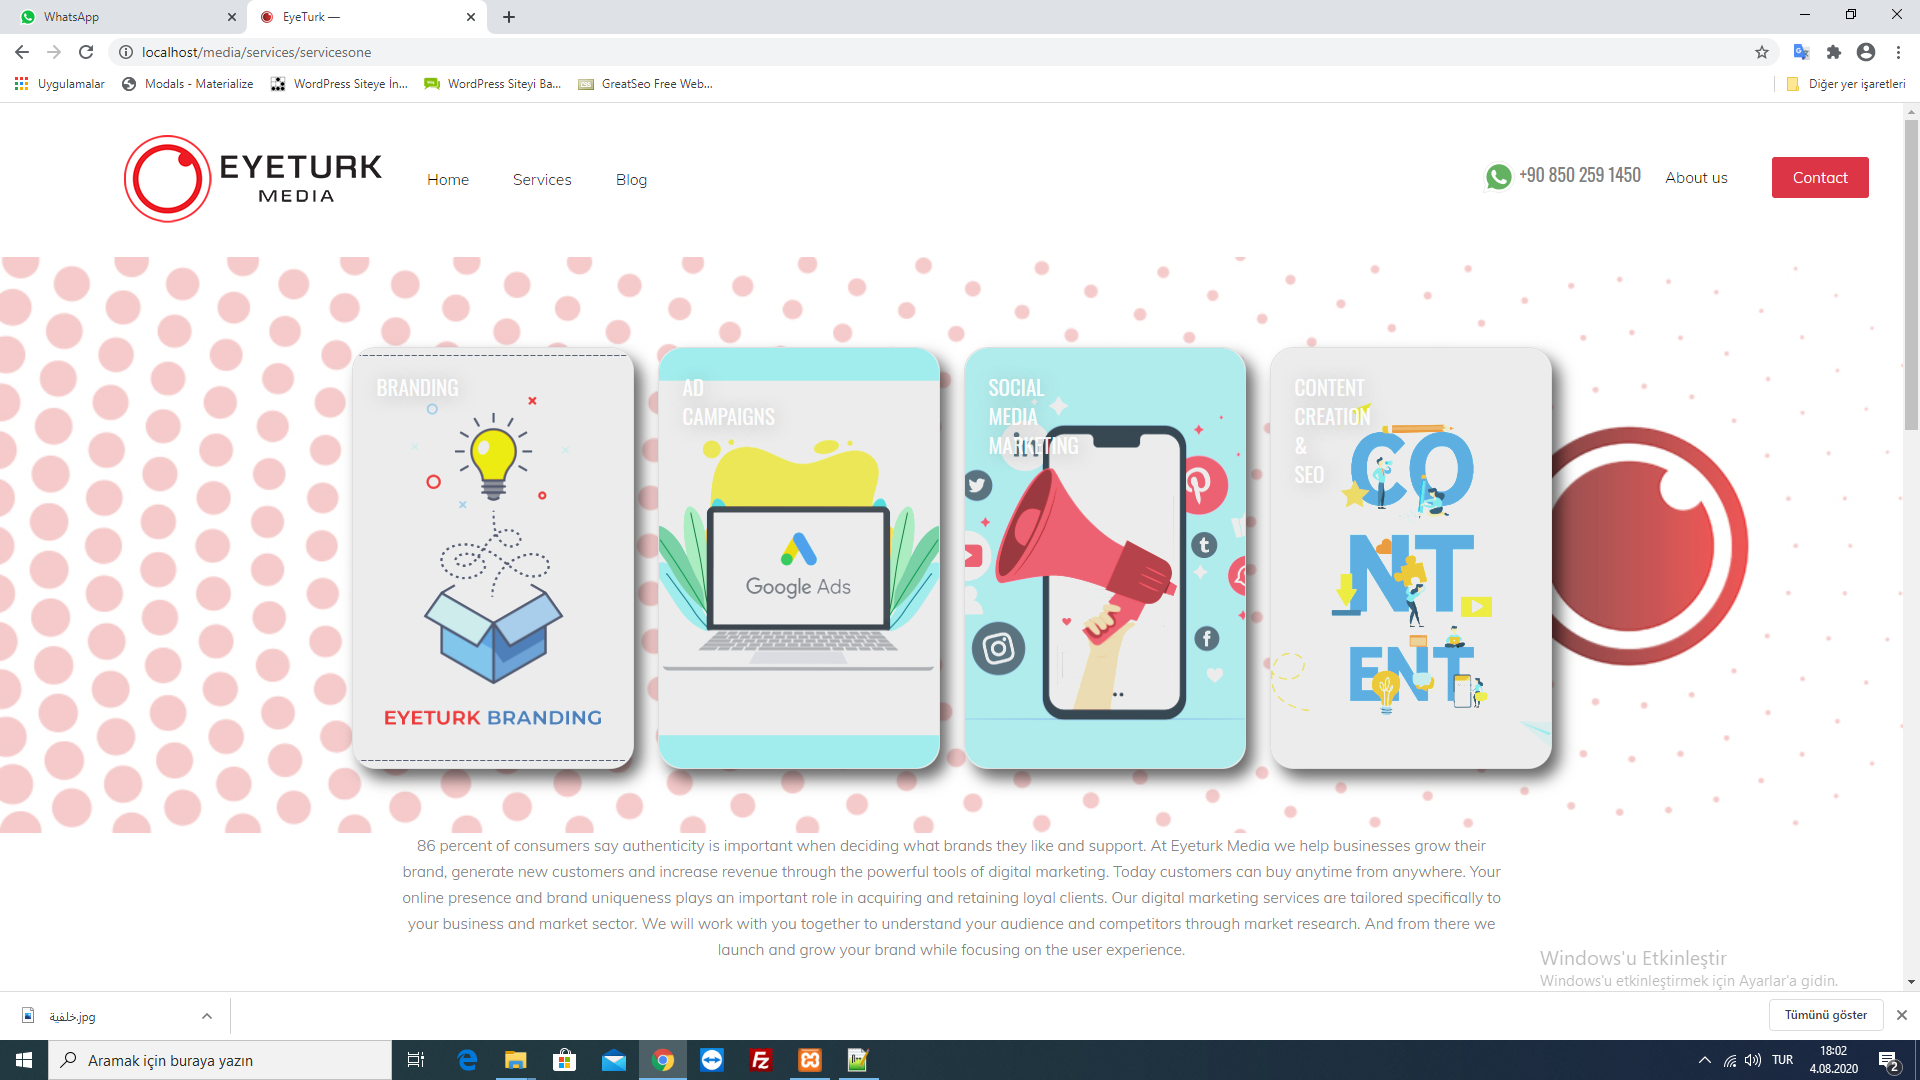 WhatsApp
EyeTurk —
localhost/media/services/servicesone
Uygulamalar
Modals - Materialize
WordPress Siteye İn...
WordPress Siteyi Ba...
GreatSeo Free Web...
Diğer yer işaretleri
EYETURK
MEDIA
Home
Services
Blog
+90 850 259 1450
About us
Contact
BRANDING
EYETURK BRANDING
AD
CAMPAIGNS
Google Ads
SOCIAL
MEDIA
MARKETING
in
CONTENT
CREATION
&
SEO
CO
NT
ENT
86 percent of consumers say authenticity is important when deciding what brands they like and support. At Eyeturk Media we help businesses grow their
brand, generate new customers and increase revenue through the powerful tools of digital marketing. Today customers can buy anytime from anywhere. Your
online presence and brand uniqueness plays an important role in acquiring and retaining loyal clients. Our digital marketing services are tailored specifically to
your business and market sector. We will work with you together to understand your audience and competitors through market research. And from there we
launch and grow your brand while focusing on the user experience.
Windows'u Etkinleştir
Windows'u etkinleştirmek için Ayarlar'a gidin.
خلفية.jpg
Tümünü göster
Aramak için buraya yazın
TUR
18:02
4.08.2020
2